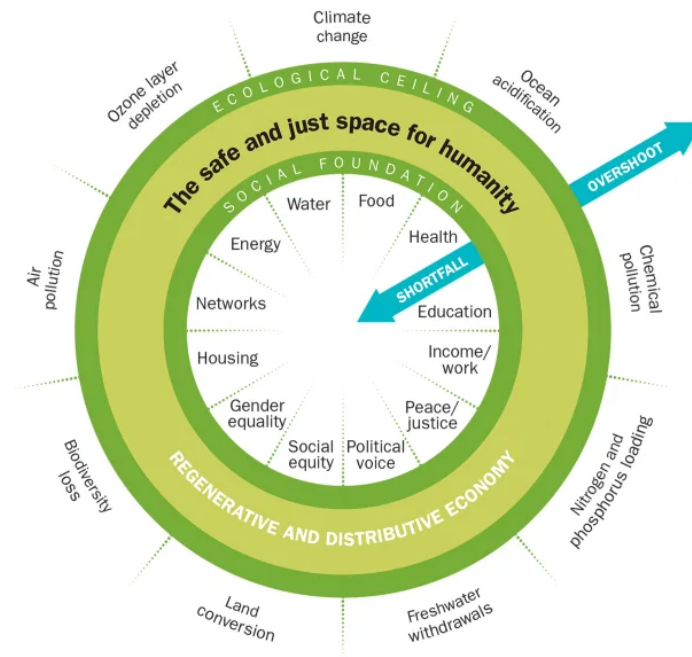 Climate
change
Ocean
acidification
Chemical
pollution
Nitrogen and
phosphorus loading
Freshwater
withdrawals
Land
conversion
Biodiversity
loss
Air
pollution
Ozone layer
depletion
ECOLOGICAL CEILING
The safe and just space for humanity
SOCIAL FOUNDATION
OVERSHOOT
SHORTFALL
Water
Food
Health
Education
Income/
work
Peace/
justice
Political
voice
Social
equity
Gender
equality
Housing
Networks
Energy
REGENERATIVE AND DISTRIBUTIVE ECONOMY